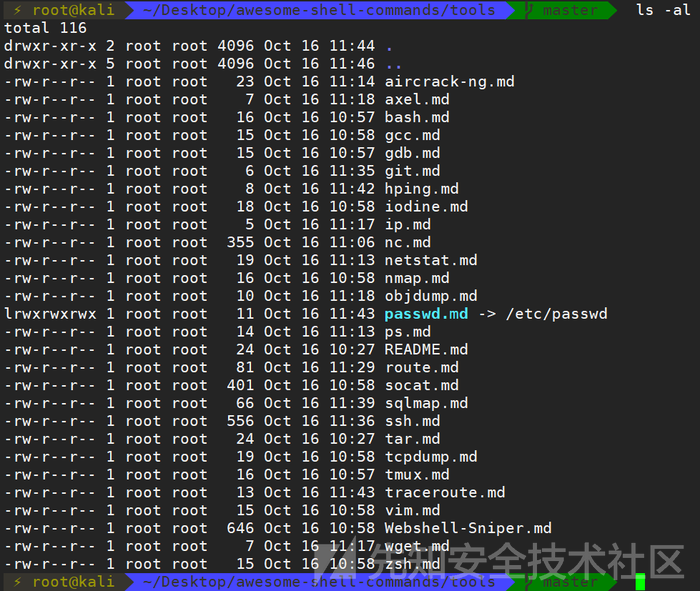 ⚡ root@kali ~/Desktop/awesome-shell-commands/tools master ls -al
total 116
drwxr-xr-x 2 root root 4096 Oct 16 11:44 .
drwxr-xr-x 5 root root 4096 Oct 16 11:46 ..
-rw-r--r-- 1 root root 23 Oct 16 11:14 aircrack-ng.md
-rw-r--r-- 1 root root 7 Oct 16 11:18 axel.md
-rw-r--r-- 1 root root 16 Oct 16 10:57 bash.md
-rw-r--r-- 1 root root 15 Oct 16 10:58 gcc.md
-rw-r--r-- 1 root root 15 Oct 16 10:57 gdb.md
-rw-r--r-- 1 root root 6 Oct 16 11:35 git.md
-rw-r--r-- 1 root root 8 Oct 16 11:42 hping.md
-rw-r--r-- 1 root root 18 Oct 16 10:58 iodine.md
-rw-r--r-- 1 root root 5 Oct 16 11:17 ip.md
-rw-r--r-- 1 root root 355 Oct 16 11:06 nc.md
-rw-r--r-- 1 root root 19 Oct 16 11:13 netstat.md
-rw-r--r-- 1 root root 16 Oct 16 10:58 nmap.md
-rw-r--r-- 1 root root 10 Oct 16 11:18 objdump.md
lrwxrwxrwx 1 root root 11 Oct 16 11:43 passwd.md -> /etc/passwd
-rw-r--r-- 1 root root 14 Oct 16 11:13 ps.md
-rw-r--r-- 1 root root 24 Oct 16 10:27 README.md
-rw-r--r-- 1 root root 81 Oct 16 11:29 route.md
-rw-r--r-- 1 root root 401 Oct 16 10:58 socat.md
-rw-r--r-- 1 root root 66 Oct 16 11:39 sqlmap.md
-rw-r--r-- 1 root root 556 Oct 16 11:36 ssh.md
-rw-r--r-- 1 root root 24 Oct 16 10:27 tar.md
-rw-r--r-- 1 root root 19 Oct 16 10:58 tcpdump.md
-rw-r--r-- 1 root root 16 Oct 16 10:57 tmux.md
-rw-r--r-- 1 root root 13 Oct 16 11:43 traceroute.md
-rw-r--r-- 1 root root 15 Oct 16 10:58 vim.md
-rw-r--r-- 1 root root 646 Oct 16 10:58 Webshell-Sniper.md
-rw-r--r-- 1 root root 7 Oct 16 11:17 wget.md
-rw-r--r-- 1 root root 15 Oct 16 10:58 zsh.md
先知安全技术社区
⚡ root@kali ~/Desktop/awesome-shell-commands/tools master